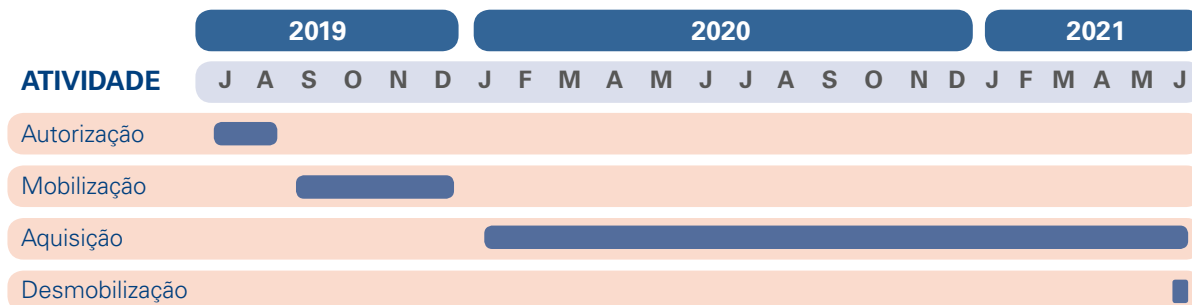 2019 2020 2021
ATIVIDADE J A S O N D J F M A M J J A S O N D J F M A M J
Autorização
Mobilização
Aquisição
Desmobilização